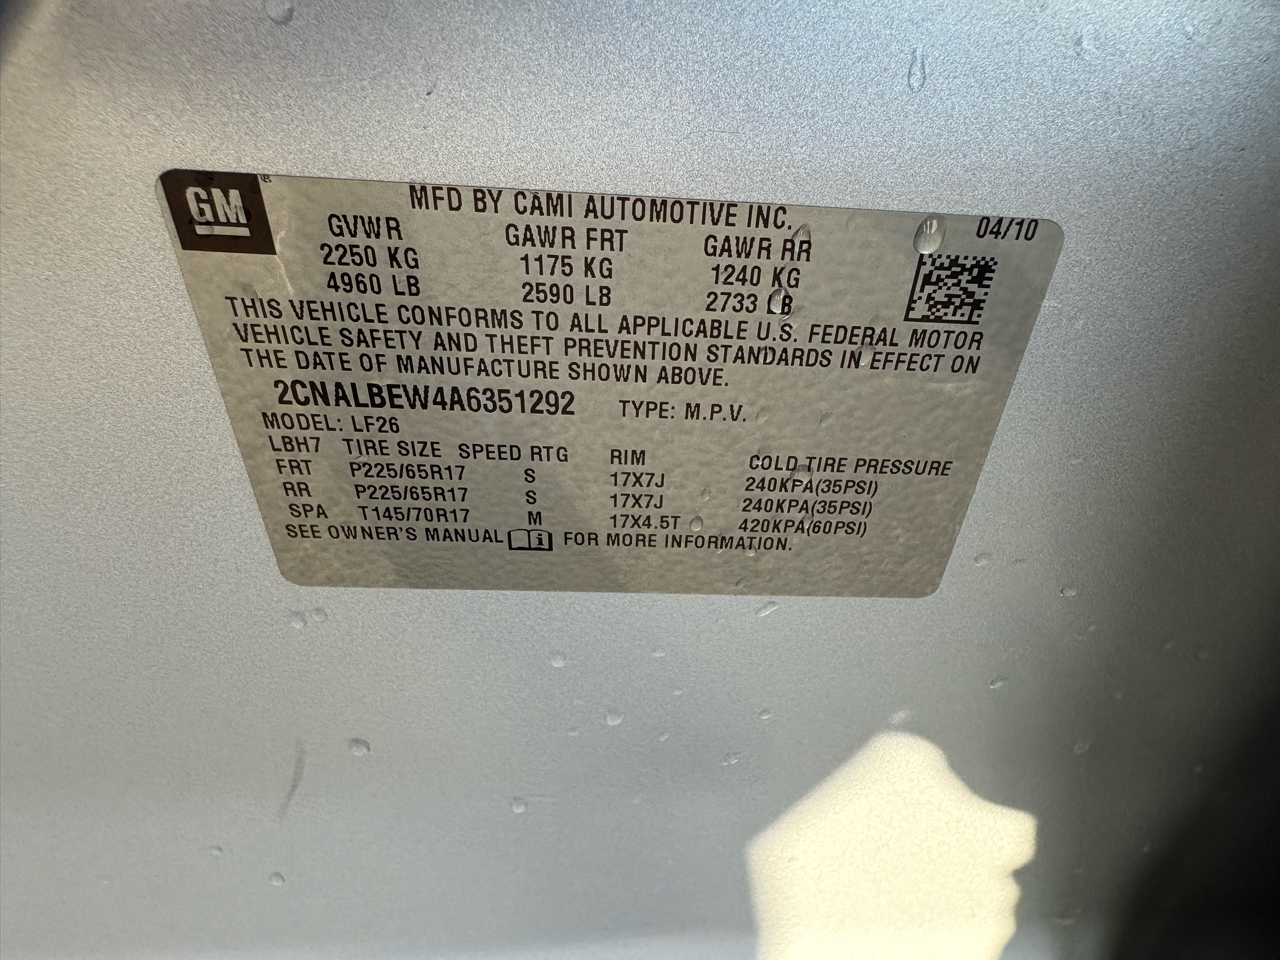 GM
MFD BY CAMI AUTOMOTIVE INC.
04/10
GVWR GAWR FRT GAWR RR
2250 KG 1175 KG 1240 KG
4960 LB 2590 LB 2733 LB
THIS VEHICLE CONFORMS TO ALL APPLICABLE U.S. FEDERAL MOTOR
VEHICLE SAFETY AND THEFT PREVENTION STANDARDS IN EFFECT ON
THE DATE OF MANUFACTURE SHOWN ABOVE.
2CNALBEW4A6351292 TYPE: M.P.V.
MODEL: LF26
LBH7 TIRE SIZE SPEED RTG RIM COLD TIRE PRESSURE
FRT P225/65R17 S 17X7J 240KPA(35PSI)
RR P225/65R17 S 17X7J 240KPA(35PSI)
SPA T145/70R17 M 17X4.5T 420KPA(60PSI)
SEE OWNER'S MANUAL FOR MORE INFORMATION.